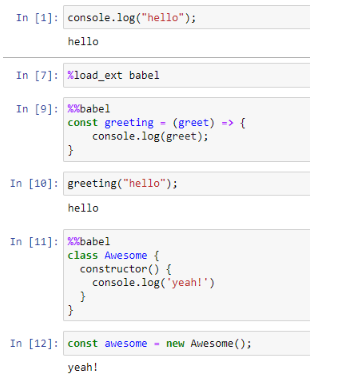 In [1]: console.log("hello");
hello
In [7]: %load_ext babel
In [9]: %%babel
const greeting = (greet) => {
console.log(greet);
}
In [10]: greeting("hello");
hello
In [11]: %%babel
class Awesome {
constructor() {
console.log('yeah!')
}
}
In [12]: const awesome = new Awesome();
yeah!